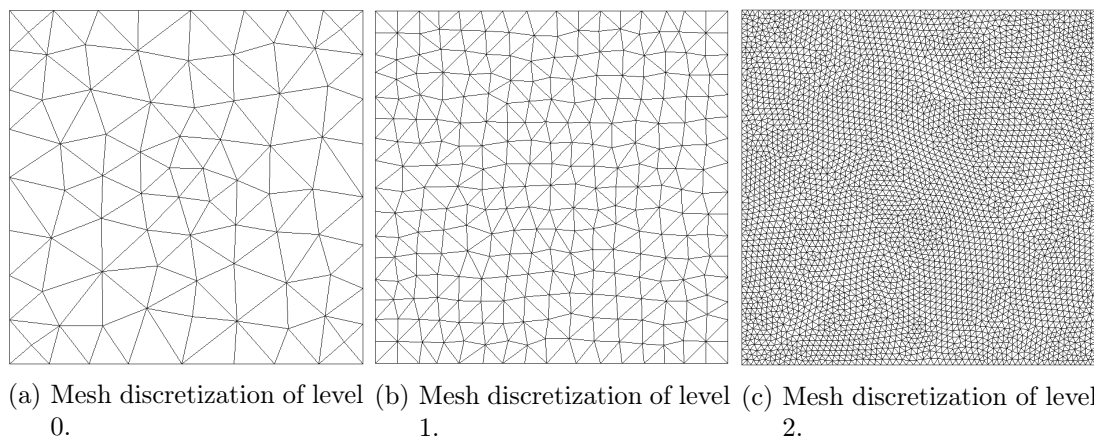 (a) Mesh discretization of level 0.
(b) Mesh discretization of level 1.
(c) Mesh discretization of level 2.